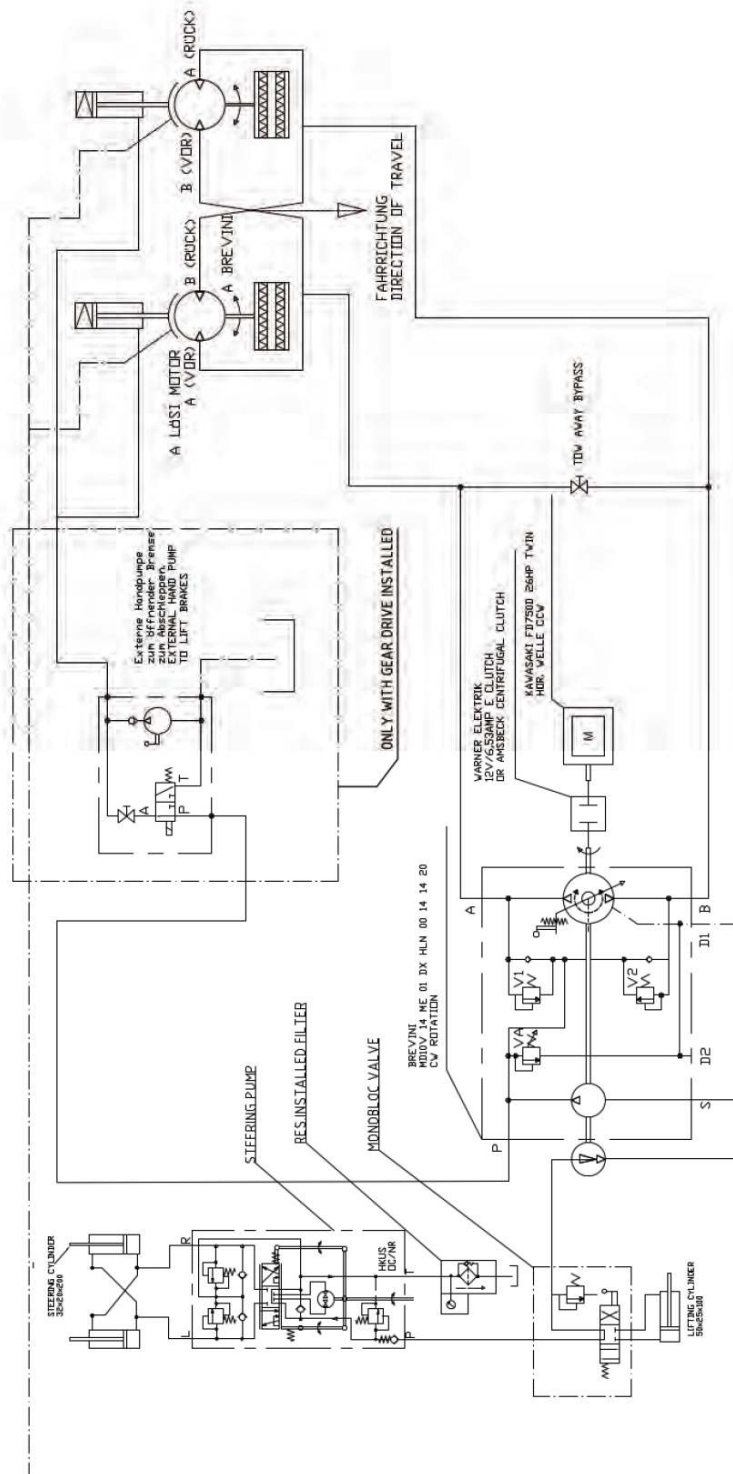 A (RÜCK)
B (VOR)
B (RÜCK)
A BREVINI
A LÖSI MOTOR
A (VOR)
FAHRRICHTUNG
DIRECTION OF TRAVEL
Externe Handpumpe
zum öffnender Bremse
zum Abschleppen
EXTERNAL HAND PUMP
TO LIFT BRAKES
A
T
P
ONLY WITH GEAR DRIVE INSTALLED
TOW AWAY BYPASS
WARNER ELEKTRIK
12V/6,53AMP E CLUTCH
OR AMSBECK CENTRIFUGAL CLUTCH
KAWASAKI FD750D 26HP TWIN
HOR. WELLE CCW
M
BREVINI
MD10V 14 ME 01 DX HLN 00 14 14 20
CW ROTATION
A
B
D1
V1
V2
VA
D2
P
S
STEERING PUMP
RES.INSTALLED FILTER
MONOBLOC VALVE
STEERING CYLINDER
32x20x200
R
L
HKUS
OC/NR
T
P
LIFTING CYLINDER
50x25x100